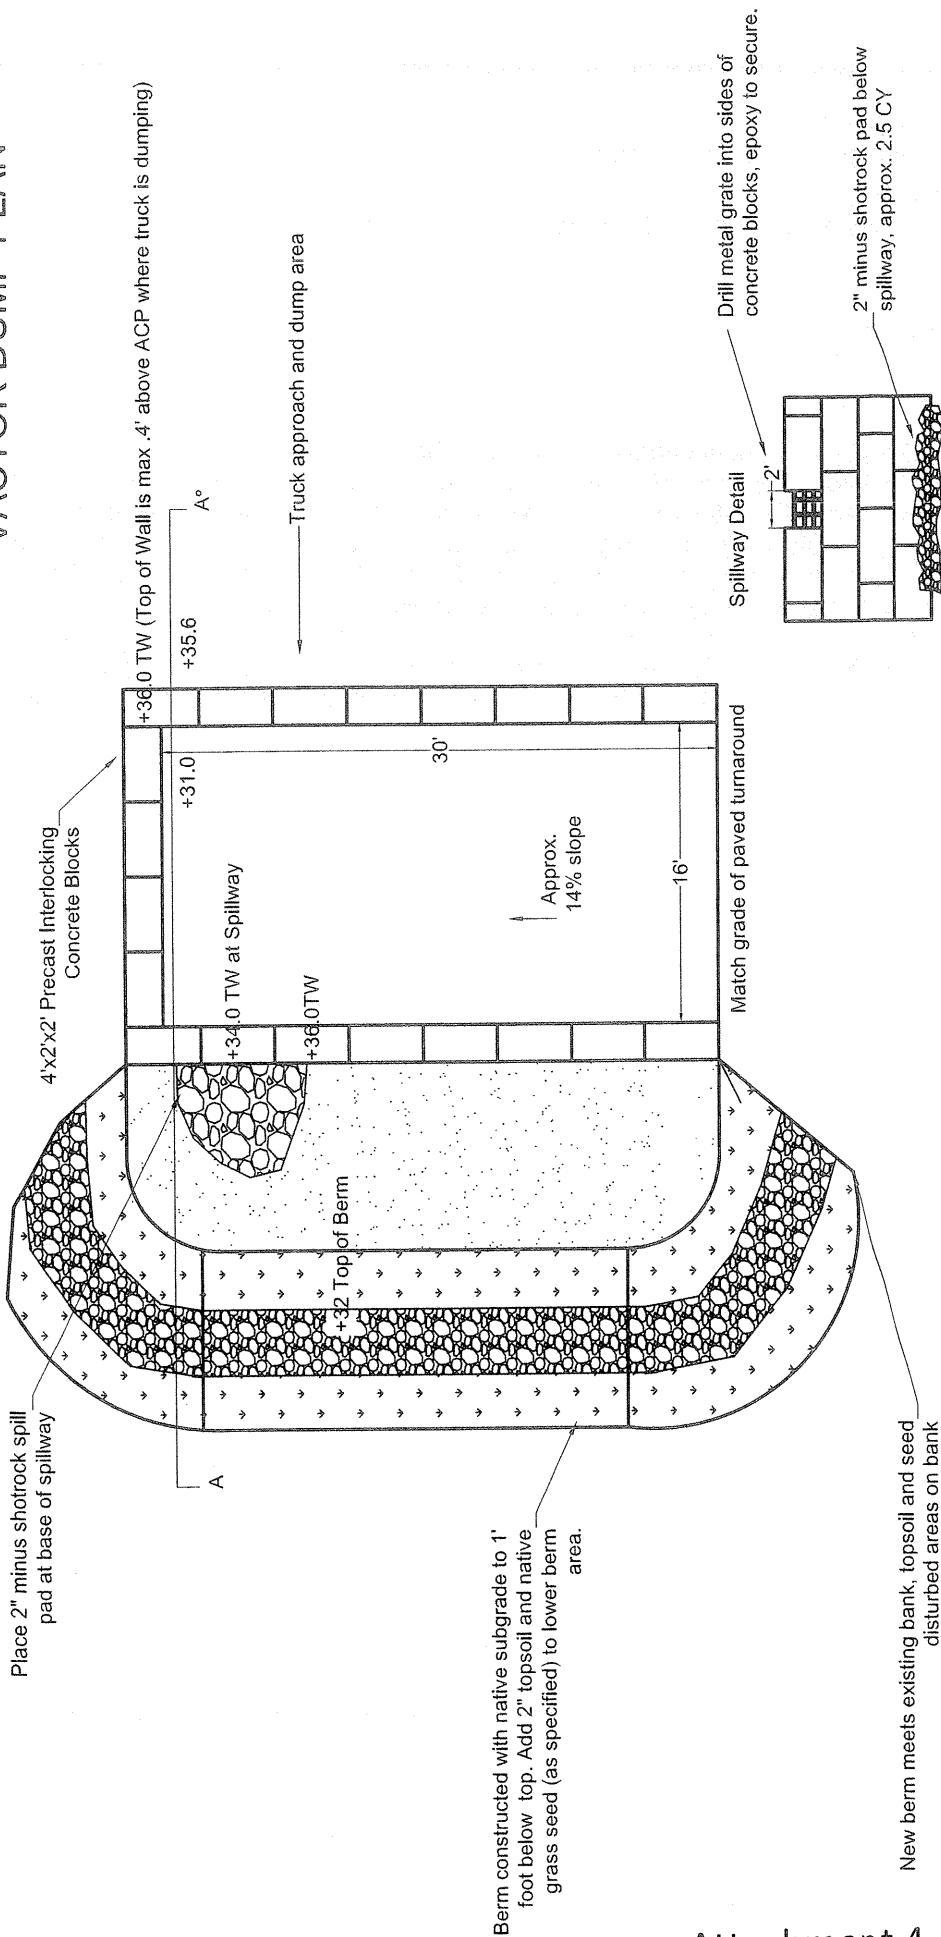 VACTOR DUMP PLAN
Place 2" minus shotrock spill
pad at base of spillway
4'x2'x2' Precast Interlocking
Concrete Blocks
+36.0 TW (Top of Wall is max .4' above ACP where truck is dumping)
A
A°
+31.0
+35.6
+34.0 TW at Spillway
+36.0TW
30'
Truck approach and dump area
+32 Top of Berm
Approx.
14% slope
16'
Match grade of paved turnaround
Berm constructed with native subgrade to 1'
foot below top. Add 2" topsoil and native
grass seed (as specified) to lower berm
area.
Spillway Detail
2'
Drill metal grate into sides of
concrete blocks, epoxy to secure.
2" minus shotrock pad below
spillway, approx. 2.5 CY
New berm meets existing bank, topsoil and seed
disturbed areas on bank